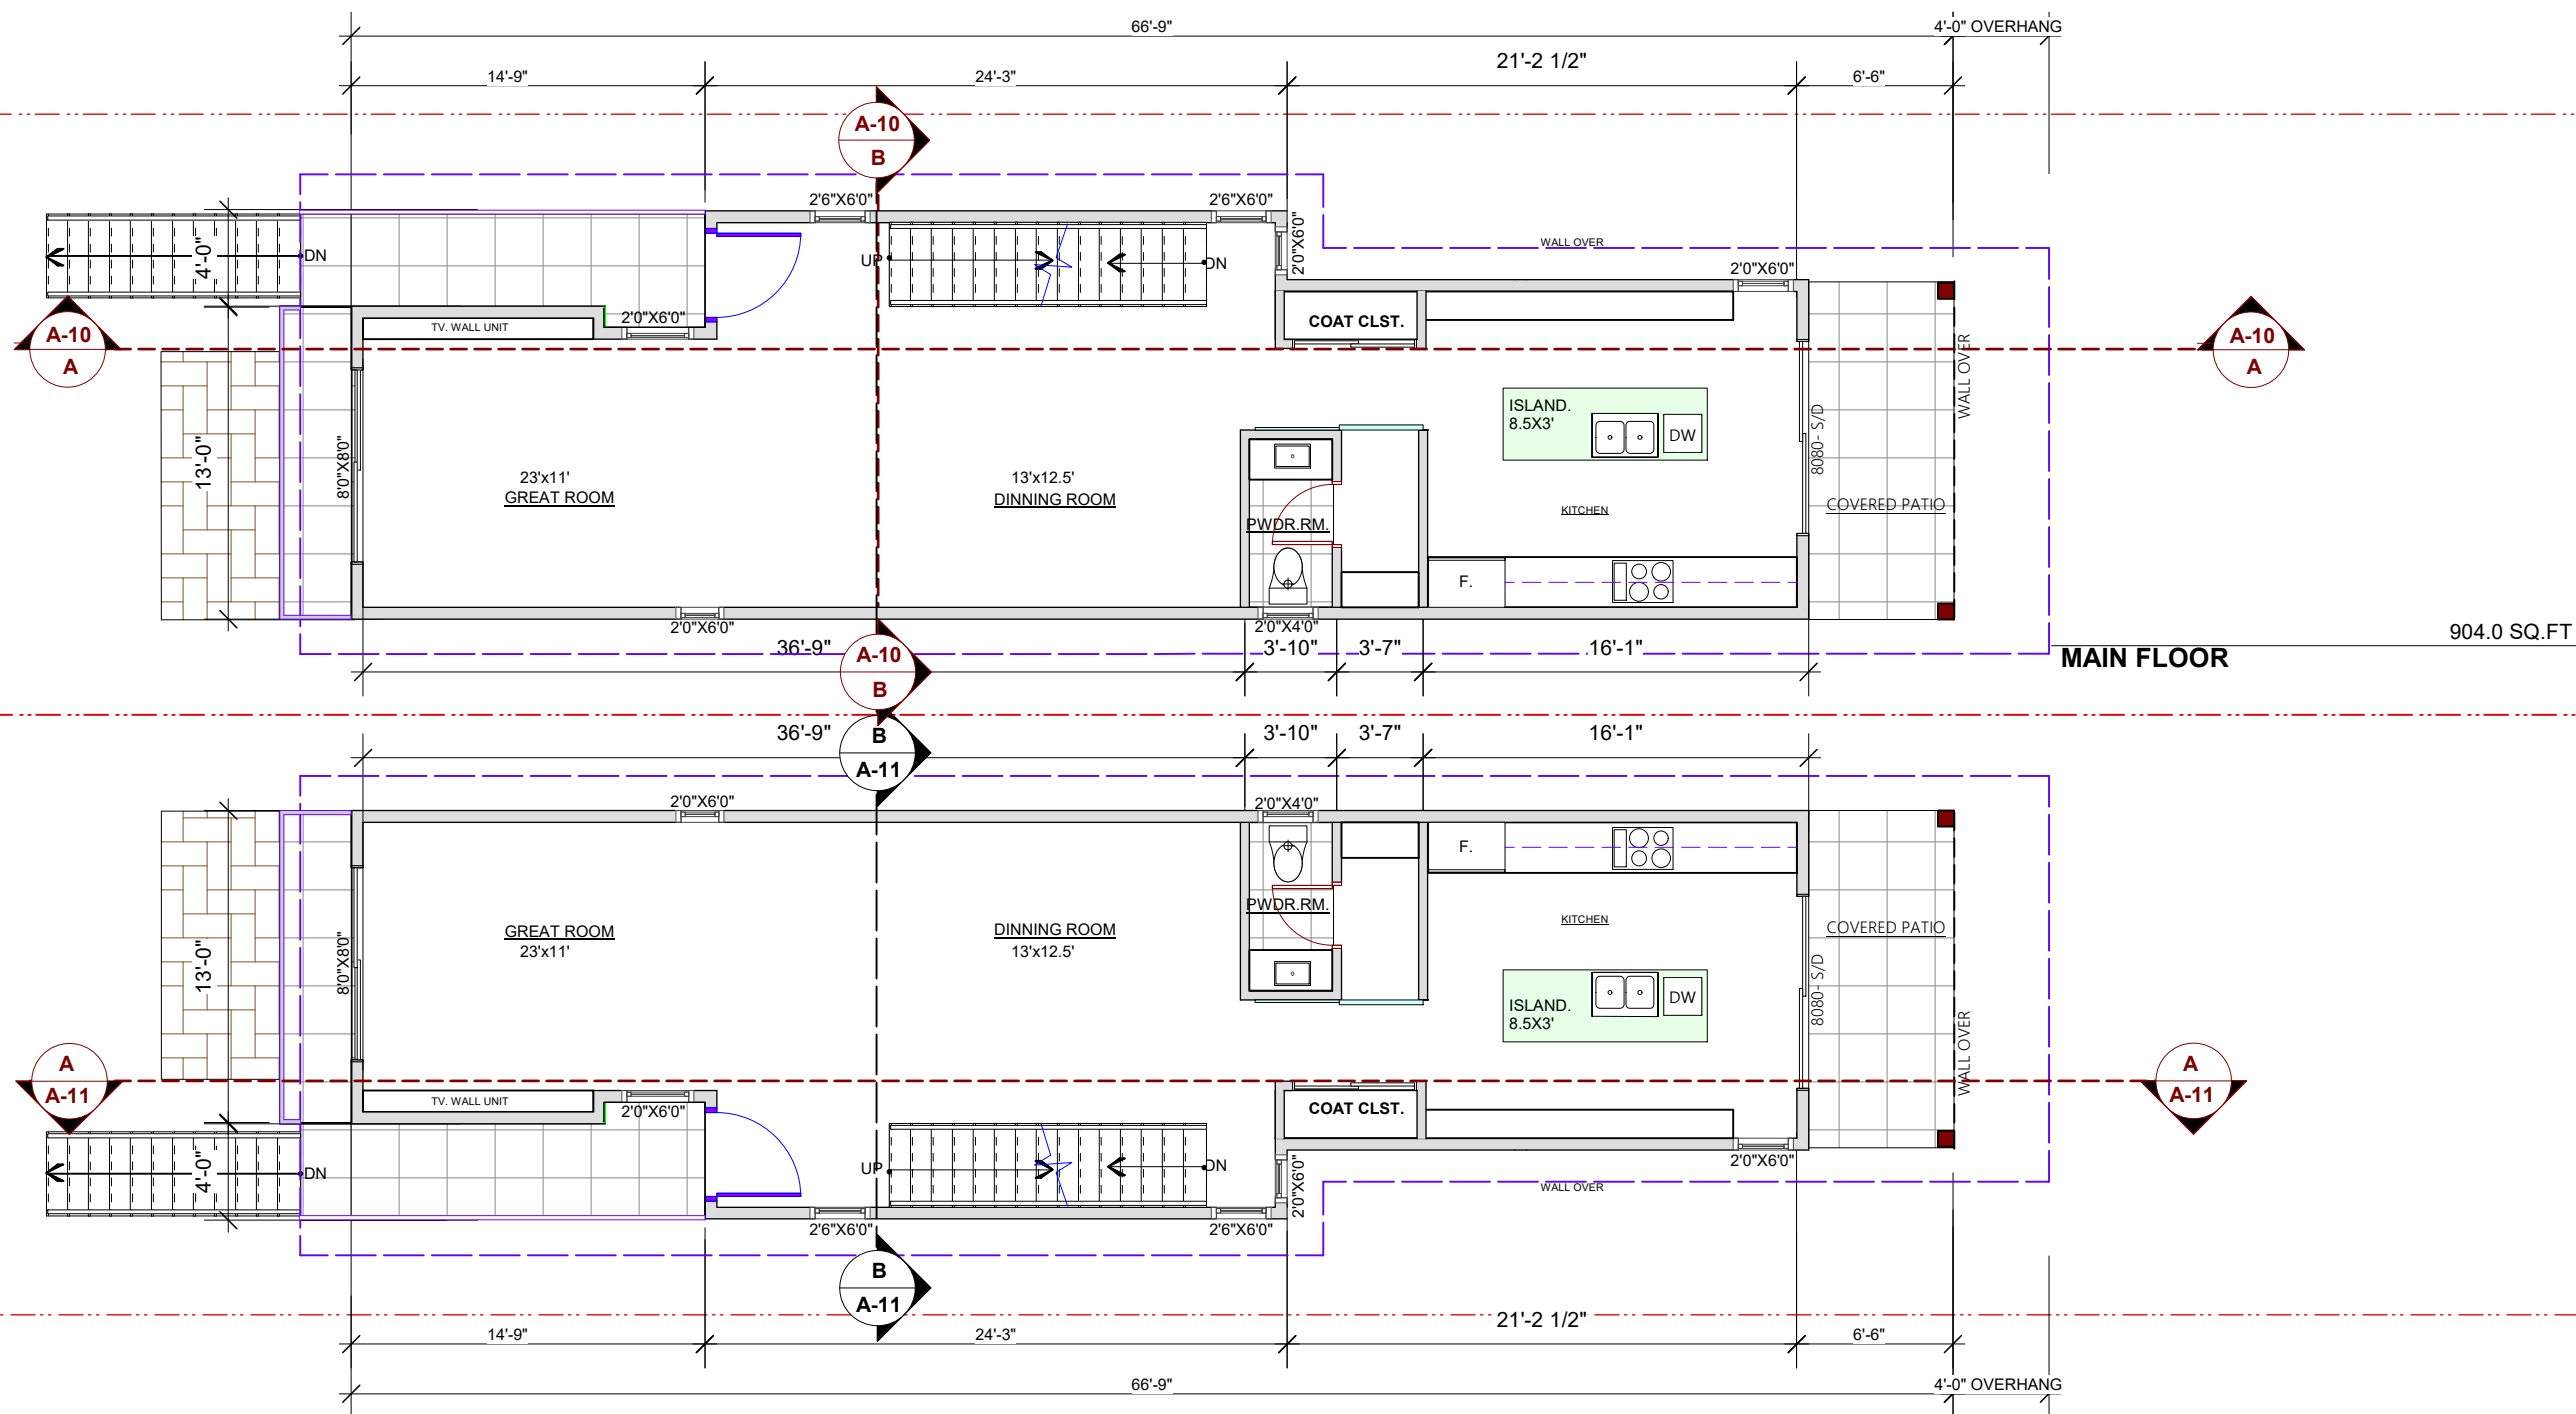 66'-9"
4'-0" OVERHANG
21'-2 1/2"
14'-9"
24'-3"
6'-6"
A-10
B
2'6"X6'0"
2'6"X6'0"
2'0"X6'0"
WALL OVER
4'-0"
DN
UP
DN
2'0"X6'0"
A-10
A
TV. WALL UNIT
2'0"X6'0"
COAT CLST.
A-10
A
WALL OVER
ISLAND.
8.5X3'
DW
8080- S/D
13'-0"
8'0"X8'0"
23'x11'
GREAT ROOM
13'x12.5'
DINNING ROOM
PWDR.RM.
KITCHEN
COVERED PATIO
F.
2'0"X6'0"
2'0"X4'0"
904.0 SQ.FT
MAIN FLOOR
36'-9"
A-10
B
3'-10"
3'-7"
16'-1"
36'-9"
B
A-11
3'-10"
3'-7"
16'-1"
2'0"X6'0"
2'0"X4'0"
F.
PWDR.RM.
KITCHEN
COVERED PATIO
GREAT ROOM
23'x11'
DINNING ROOM
13'x12.5'
13'-0"
8'0"X8'0"
ISLAND.
8.5X3'
DW
8080- S/D
WALL OVER
A
A-11
A
A-11
TV. WALL UNIT
2'0"X6'0"
COAT CLST.
4'-0"
DN
UP
DN
2'0"X6'0"
2'0"X6'0"
WALL OVER
2'6"X6'0"
2'6"X6'0"
B
A-11
14'-9"
24'-3"
21'-2 1/2"
6'-6"
66'-9"
4'-0" OVERHANG